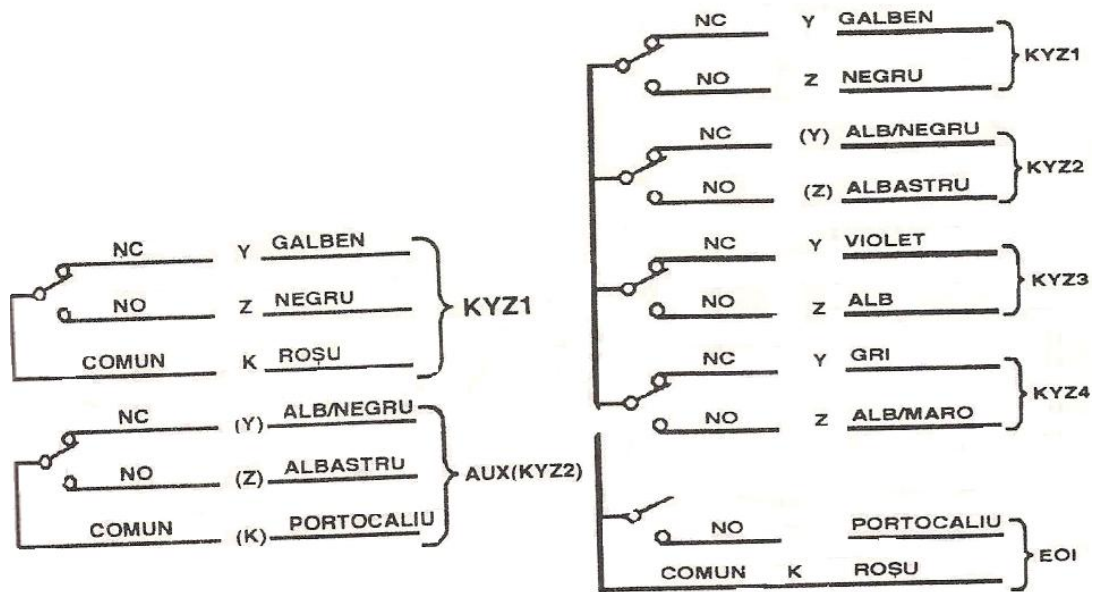 NC Y GALBEN
NO Z NEGRU
COMUN K ROȘU
KYZ1
NC (Y) ALB/NEGRU
NO (Z) ALBASTRU
COMUN (K) PORTOCALIU
AUX(KYZ2)
NC Y GALBEN
NO Z NEGRU
KYZ1
NC (Y) ALB/NEGRU
NO (Z) ALBASTRU
KYZ2
NC Y VIOLET
NO Z ALB
KYZ3
NC Y GRI
NO Z ALB/MARO
KYZ4
NO PORTOCALIU
COMUN K ROȘU
EOI